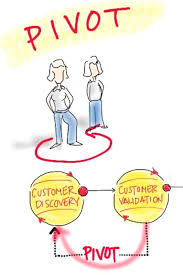 PIVOT
CUSTOMER
DISCOVERY
CUSTOMER
VALIDATION
PIVOT